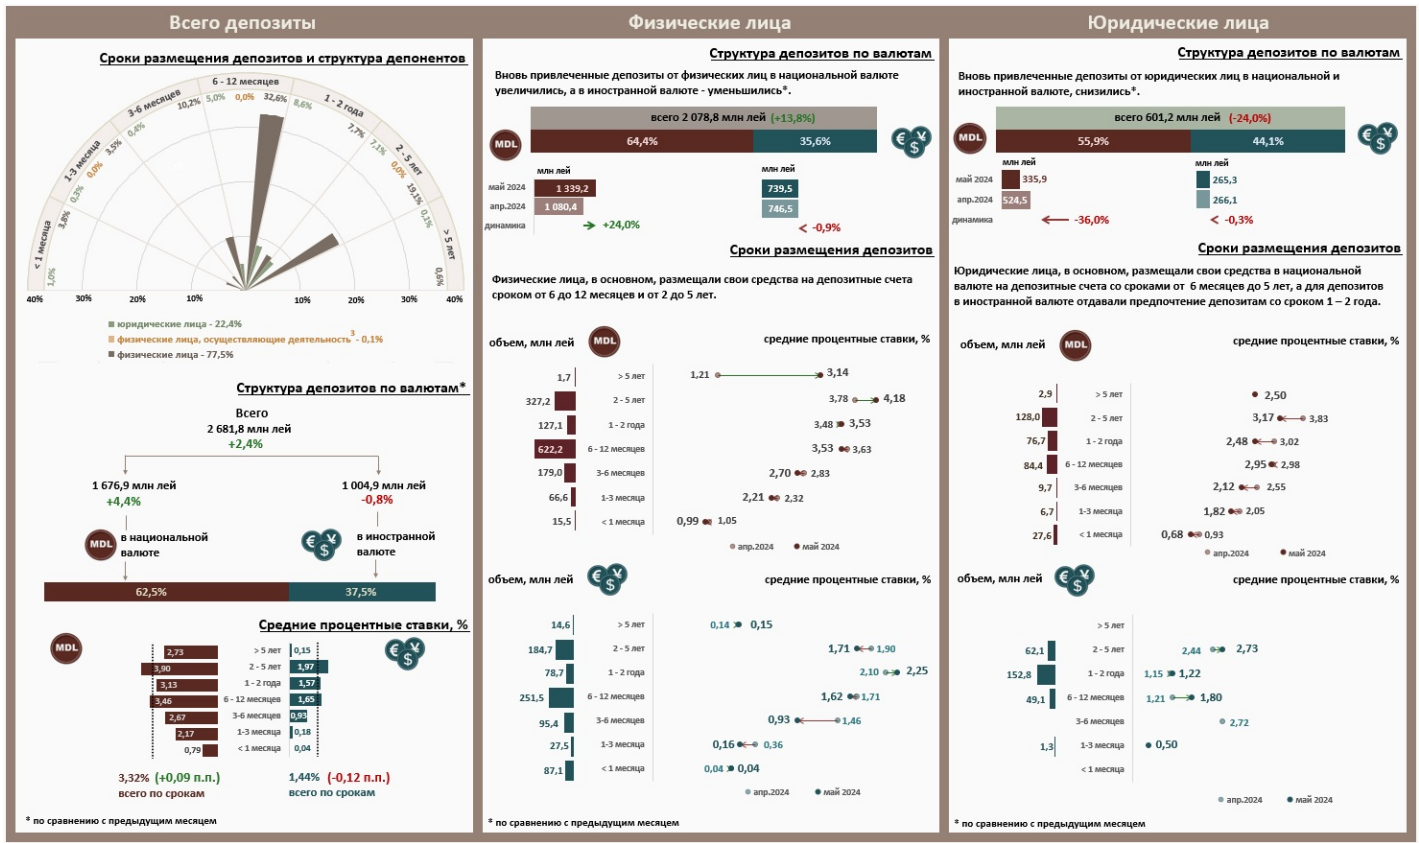 Всего депозиты
Сроки размещения депозитов и структура депонентов
< 1 месяца
1-3 месяца
3-6 месяцев
6 - 12 месяцев
1 - 2 года
2 - 5 лет
> 5 лет
1,0%
3,8%
0,3%
0,0%
3,5%
0,4%
10,2%
5,0%
0,0%
32,6%
8,6%
7,7%
7,1%
0,0%
19,1%
0,1%
0,6%
40% 30% 20% 10% 10% 20% 30% 40%
юридические лица - 22,4%
физические лица, осуществляющие деятельность3 - 0,1%
физические лица - 77,5%
Структура депозитов по валютам*
Всего
2 681,8 млн лей
+2,4%
1 676,9 млн лей 1 004,9 млн лей
+4,4% -0,8%
MDL в национальной валюте
€ ¥ $ в иностранной валюте
62,5% 37,5%
Средние процентные ставки, %
MDL € ¥ $
2,73 > 5 лет 0,15
3,90 2 - 5 лет 1,97
3,13 1 - 2 года 1,57
3,46 6 - 12 месяцев 1,65
2,67 3-6 месяцев 0,93
2,17 1-3 месяца 0,18
0,79 < 1 месяца 0,04
3,32% (+0,09 п.п.) 1,44% (-0,12 п.п.)
всего по срокам всего по срокам
* по сравнению с предыдущим месяцем
Физические лица
Структура депозитов по валютам
Вновь привлеченные депозиты от физических лиц в национальной валюте
увеличились, а в иностранной валюте - уменьшились*.
всего 2 078,8 млн лей (+13,8%)
MDL 64,4% 35,6% € ¥ $
млн лей млн лей
май 2024 1 339,2 739,5
апр.2024 1 080,4 746,5
динамика +24,0% -0,9%
Сроки размещения депозитов
Физические лица, в основном, размещали свои средства на депозитные счета
сроком от 6 до 12 месяцев и от 2 до 5 лет.
объем, млн лей MDL средние процентные ставки, %
1,7 > 5 лет 1,21 3,14
327,2 2 - 5 лет 3,78 4,18
127,1 1 - 2 года 3,48 3,53
622,2 6 - 12 месяцев 3,53 3,63
179,0 3-6 месяцев 2,70 2,83
66,6 1-3 месяца 2,21 2,32
15,5 < 1 месяца 0,99 1,05
апр.2024 май 2024
объем, млн лей € ¥ $ средние процентные ставки, %
14,6 > 5 лет 0,14 0,15
184,7 2 - 5 лет 1,71 1,90
78,7 1 - 2 года 2,10 2,25
251,5 6 - 12 месяцев 1,62 1,71
95,4 3-6 месяцев 0,93 1,46
27,5 1-3 месяца 0,16 0,36
87,1 < 1 месяца 0,04 0,04
апр.2024 май 2024
* по сравнению с предыдущим месяцем
Юридические лица
Структура депозитов по валютам
Вновь привлеченные депозиты от юридических лиц в национальной и
иностранной валюте, снизились*.
всего 601,2 млн лей (-24,0%)
MDL 55,9% 44,1% € ¥ $
млн лей млн лей
май 2024 335,9 265,3
апр.2024 524,5 266,1
динамика -36,0% -0,3%
Сроки размещения депозитов
Юридические лица, в основном, размещали свои средства в национальной
валюте на депозитные счета со сроками от 6 месяцев до 5 лет, а для депозитов
в иностранной валюте отдавали предпочтение депозитам со сроком 1 – 2 года.
объем, млн лей MDL средние процентные ставки, %
2,9 > 5 лет 2,50
128,0 2 - 5 лет 3,17 3,83
76,7 1 - 2 года 2,48 3,02
84,4 6 - 12 месяцев 2,95 2,98
9,7 3-6 месяцев 2,12 2,55
6,7 1-3 месяца 1,82 2,05
27,6 < 1 месяца 0,68 0,93
апр.2024 май 2024
объем, млн лей € ¥ $ средние процентные ставки, %
> 5 лет
62,1 2 - 5 лет 2,44 2,73
152,8 1 - 2 года 1,15 1,22
49,1 6 - 12 месяцев 1,21 1,80
3-6 месяцев 2,72
1,3 1-3 месяца 0,50
< 1 месяца
апр.2024 май 2024
* по сравнению с предыдущим месяцем